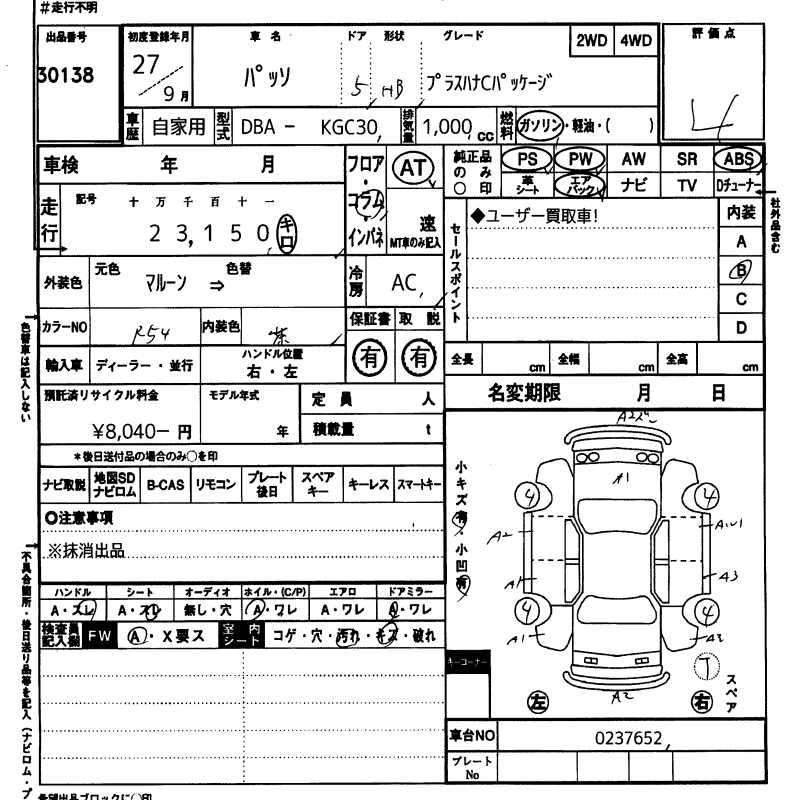 #走行不明
出品番号 初度登録年月 車名 ドア 形状 グレード 2WD 4WD 評価点
30138 27 9月 パッソ 5 HB プラスハナCパッケージ 4
車歴 自家用 型式 DBA - KGC30 排気量 1,000 cc 燃料 ガソリン・軽油・( )
車検 年 月 フロア・コラム・インパネ AT 純正品のみ○印 PS PW AW SR ABS
革シート エアバック ナビ TV Dチューナー
社外品含む
走行 記号 十万千百十一 速 セールスポイント ◆ユーザー買取車! 内装
23,150 キロ MT車のみ記入 A
B
外装色 元色 マルーン ⇒ 色替 冷房 AC C
D
カラーNO R54 内装色 茶 保証書 取説
有 有
輸入車 ディーラー・並行 ハンドル位置 右・左 全長 cm 全幅 cm 全高 cm
色替車は記入しない
預託済リサイクル料金 モデル年式 定員 人 名変期限 月 日
¥8,040- 円 年 積載量 t
*後日送付品の場合のみ○を印
ナビ取説 地図SDナビロム B-CAS リモコン プレート後日 スペアキー キーレス スマートキー
○注意事項
※抹消出品
小キズ有・小凹有
A2
A1
4 4
A2
A1 A3
4 4
A1 A2
A2
T
スペア
左 右
キーコーナー
ハンドル シート オーディオ ホイル・(C/P) エアロ ドアミラー
A・スレ A・スレ 無し・穴 A・ワレ A・ワレ A・ワレ
検査員記入欄 FW A・X要ス 室内シート コゲ・穴・汚れ・キズ・破れ
不具合箇所・後日送り品等を記入(ナビロム・プ
車台NO 0237652
プレートNo
希望出品ブロックに○印